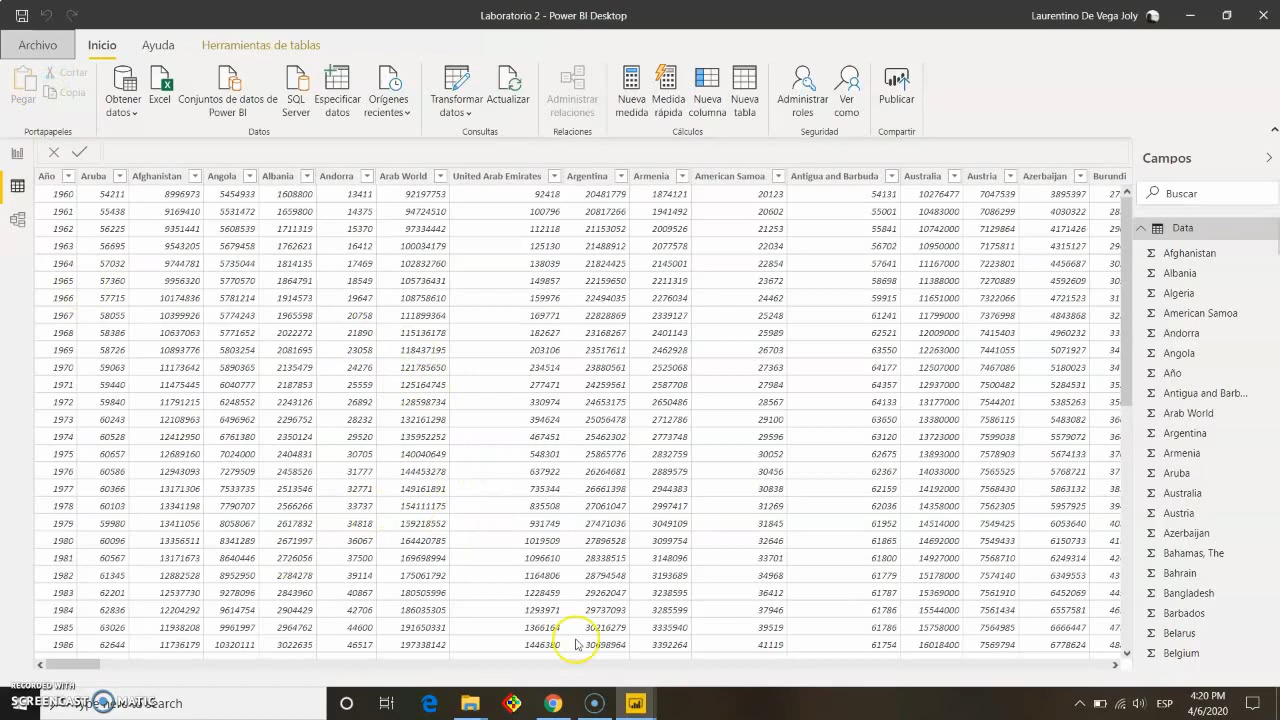 Laboratorio 2 - Power BI Desktop
Laurentino De Vega Joly
Archivo
Inicio
Ayuda
Herramientas de tablas
Pegar
Cortar
Copia
Obtener datos
Excel
Conjuntos de datos de Power BI
SQL Server
Especificar datos
Orígenes recientes
Transformar datos
Actualizar
Administrar relaciones
Nueva medida
Medida rápida
Nueva columna
Nueva tabla
Administrar roles
Ver como
Publicar
Portapapeles
Datos
Consultas
Relaciones
Cálculos
Seguridad
Compartir
Año Aruba Afghanistan Angola Albania Andorra Arab World United Arab Emirates Argentina Armenia American Samoa Antigua and Barbuda Australia Austria Azerbaijan Burundi
1960 54211 8996973 5454933 1608800 13411 92197753 92418 20481779 1874121 20123 54131 10276477 7047539 3895397
1961 55438 9169410 5531472 1659800 14375 94724510 100796 20817266 1941492 20602 55001 10483000 7086299 4030322
1962 56225 9351441 5608539 1711319 15370 97334442 112118 21153052 2009526 21253 55841 10742000 7129864 4171426
1963 56695 9543205 5679458 1762621 16412 100034179 125130 21488912 2077578 22034 56702 10950000 7175811 4315127
1964 57032 9744781 5735044 1814135 17469 102832760 138039 21824425 2145001 22854 57641 11167000 7223801 4456687
1965 57360 9956320 5770570 1864791 18549 105736431 149857 22159650 2211319 23672 58698 11388000 7270889 4592609
1966 57715 10174836 5781214 1914573 19647 108758610 159976 22494035 2276034 24462 59915 11651000 7322066 4721523
1967 58055 10399926 5774243 1965598 20758 111899364 169771 22828869 2339127 25248 61241 11799000 7376998 4843868
1968 58386 10637063 5771652 2022272 21890 115136178 182627 23168267 2401143 25989 62521 12009000 7415403 4960232
1969 58726 10893776 5803254 2081695 23058 118437195 203106 23517611 2462928 26703 63550 12263000 7441055 5071927
1970 59063 11173642 5890365 2135479 24276 121785650 234514 23880561 2525068 27363 64177 12507000 7467086 5180023
1971 59440 11475445 6040777 2187853 25559 125164745 277471 24259561 2587708 27984 64357 12937000 7500482 5284531
1972 59840 11791215 6248552 2243126 26892 128598734 330974 24653175 2650486 28567 64133 13177000 7544201 5385263
1973 60243 12108963 6496962 2296752 28232 132161298 394624 25056478 2712786 29100 63650 13380000 7586115 5483084
1974 60528 12412950 6761380 2350124 29520 135952252 467451 25462302 2773748 29596 63120 13723000 7599038 5579072
1975 60657 12689160 7024000 2404831 30705 140040649 548301 25865776 2832759 30052 62675 13893000 7578903 5674133
1976 60586 12943093 7279509 2458526 31777 144453278 637922 26264681 2889579 30456 62367 14033000 7565525 5768721
1977 60366 13171306 7533735 2513546 32771 149161891 735344 26661398 2944383 30838 62159 14192000 7568430 5863132
1978 60103 13341198 7790707 2566266 33737 154111175 835508 27061047 2997417 31269 62036 14358000 7562305 5957925
1979 59980 13411056 8058067 2617832 34818 159218552 931749 27471036 3049109 31845 61952 14514000 7549425 6053640
1980 60096 13356511 8341289 2671997 36067 164420785 1019509 27896528 3099754 32646 61865 14692000 7549433 6150733
1981 60567 13171673 8640446 2726056 37500 169698994 1096610 28338515 3148096 33701 61800 14927000 7568710 6249314
1982 61345 12882528 8952950 2784278 39114 175061792 1164806 28794548 3193689 34968 61779 15178000 7574140 6349553
1983 62201 12537730 9278096 2843960 40867 180505996 1228459 29262047 3238595 36412 61787 15369000 7561910 6452069
1984 62836 12204292 9614754 2904429 42706 186035305 1293971 29737093 3285599 37946 61787 15544000 7561434 6557581
1985 63026 11938208 9961997 2964762 44600 191650331 1366164 30216279 3335940 39519 61786 15758000 7564985 6666447
1986 62644 11736179 10320111 3022635 46517 197338142 1446380 30698964 3392264 41119 61754 16018400 7569794 6778624
Campos
Buscar
Data
Afghanistan
Albania
Algeria
American Samoa
Andorra
Angola
Año
Antigua and Barb...
Arab World
Argentina
Armenia
Aruba
Australia
Austria
Azerbaijan
Bahamas, The
Bahrain
Bangladesh
Barbados
Belarus
Belgium
RECORDED WITH
SCREENCAST MATIC
ESP
4:20 PM
4/6/2020